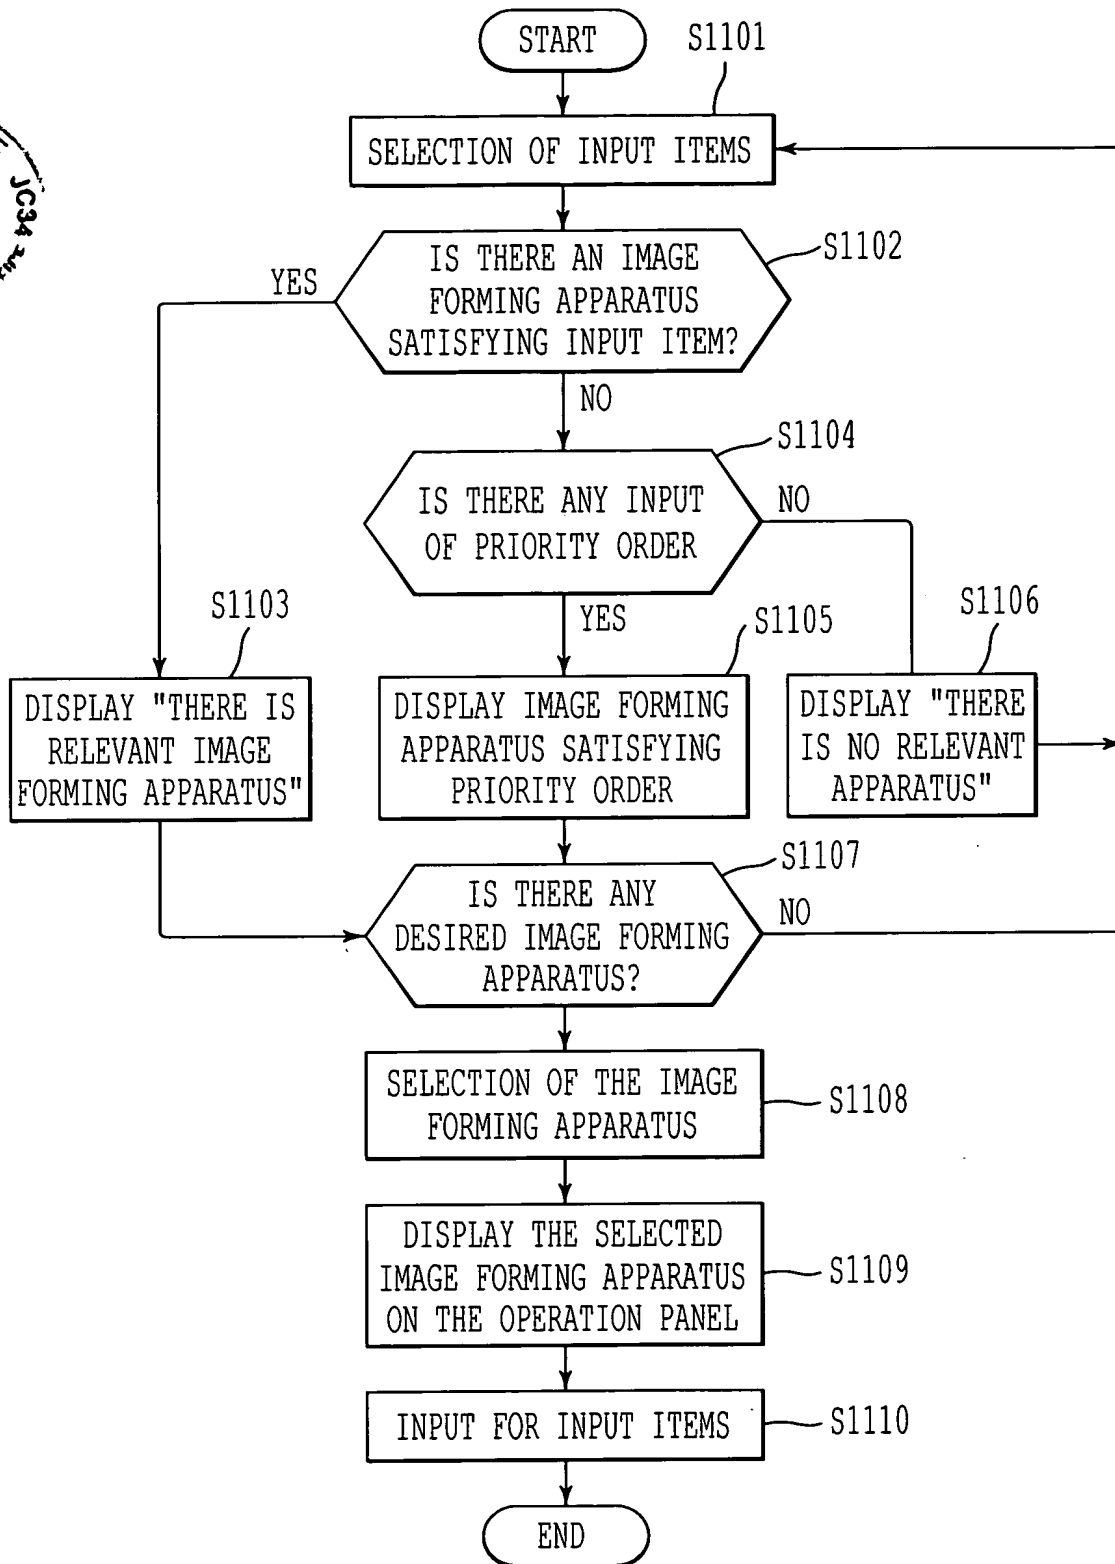 START
S1101
SELECTION OF INPUT ITEMS
S1102
IS THERE AN IMAGE
FORMING APPARATUS
SATISFYING INPUT ITEM?
YES
NO
S1104
IS THERE ANY INPUT
OF PRIORITY ORDER
NO
YES
S1103
DISPLAY "THERE IS
RELEVANT IMAGE
FORMING APPARATUS"
S1105
DISPLAY IMAGE FORMING
APPARATUS SATISFYING
PRIORITY ORDER
S1106
DISPLAY "THERE
IS NO RELEVANT
APPARATUS"
S1107
IS THERE ANY
DESIRED IMAGE FORMING
APPARATUS?
NO
SELECTION OF THE IMAGE
FORMING APPARATUS
S1108
DISPLAY THE SELECTED
IMAGE FORMING APPARATUS
ON THE OPERATION PANEL
S1109
INPUT FOR INPUT ITEMS
S1110
END
JC34